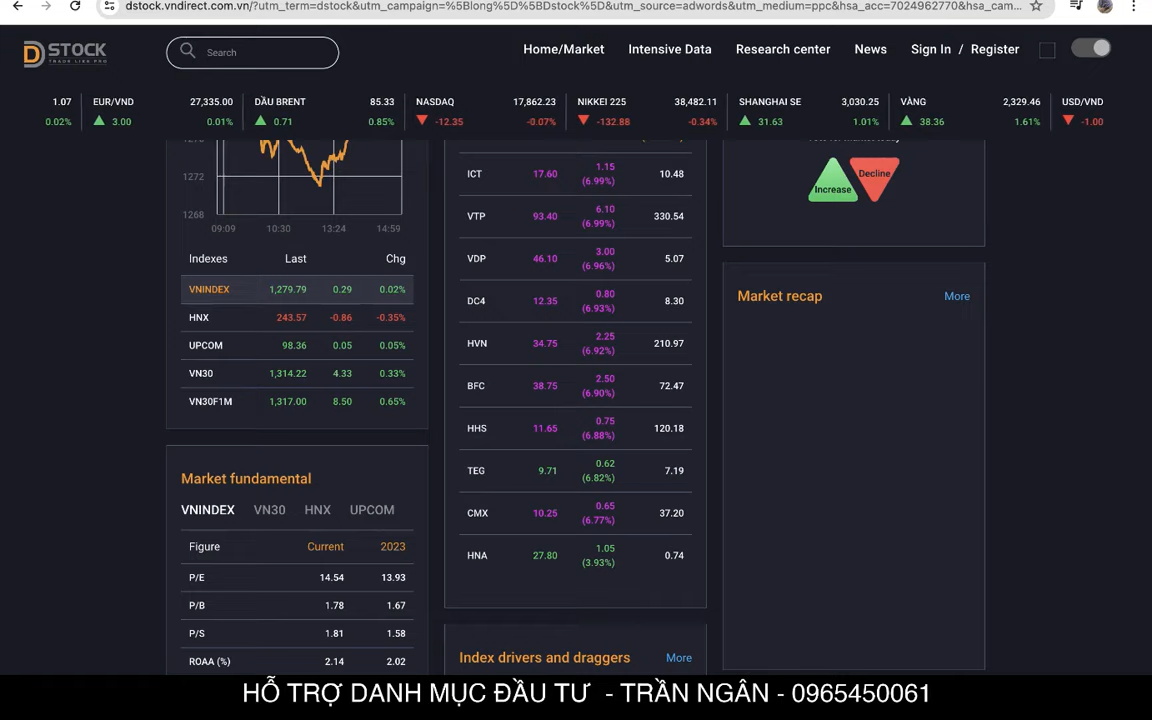 dstock.vndirect.com.vn/?utm_term=dstock&utm_campaign=%5Blong%5D%5BDstock%5D&utm_source=adwords&utm_medium=ppc&hsa_acc=7024962770&hsa_cam...
D STOCK
TRADE LIKE PRO
Search
Home/Market Intensive Data Research center News Sign In / Register
1.07 EUR/VND 27,335.00 DẦU BRENT 85.33 NASDAQ 17,862.23 NIKKEI 225 38,482.11 SHANGHAI SE 3,030.25 VÀNG 2,329.46 USD/VND
0.02% 3.00 0.01% 0.71 0.85% -12.35 -0.07% -132.88 -0.34% 31.63 1.01% 38.36 1.61% -1.00
1272
1268
09:09 10:30 13:24 14:59
Indexes Last Chg
VNINDEX 1,279.79 0.29 0.02%
HNX 243.57 -0.86 -0.35%
UPCOM 98.36 0.05 0.05%
VN30 1,314.22 4.33 0.33%
VN30F1M 1,317.00 8.50 0.65%
Market fundamental
VNINDEX VN30 HNX UPCOM
Figure Current 2023
P/E 14.54 13.93
P/B 1.78 1.67
P/S 1.81 1.58
ROAA (%) 2.14 2.02
ICT 17.60 1.15 (6.99%) 10.48
VTP 93.40 6.10 (6.99%) 330.54
VDP 46.10 3.00 (6.96%) 5.07
DC4 12.35 0.80 (6.93%) 8.30
HVN 34.75 2.25 (6.92%) 210.97
BFC 38.75 2.50 (6.90%) 72.47
HHS 11.65 0.75 (6.88%) 120.18
TEG 9.71 0.62 (6.82%) 7.19
CMX 10.25 0.65 (6.77%) 37.20
HNA 27.80 1.05 (3.93%) 0.74
Index drivers and draggers More
Increase Decline
Market recap More
HỖ TRỢ DANH MỤC ĐẦU TƯ - TRẦN NGÂN - 0965450061